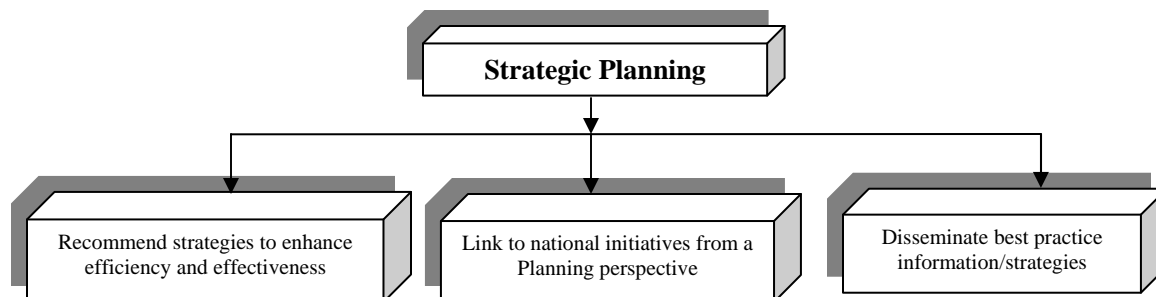 Strategic Planning
Recommend strategies to enhance
efficiency and effectiveness
Link to national initiatives from a
Planning perspective
Disseminate best practice
information/strategies